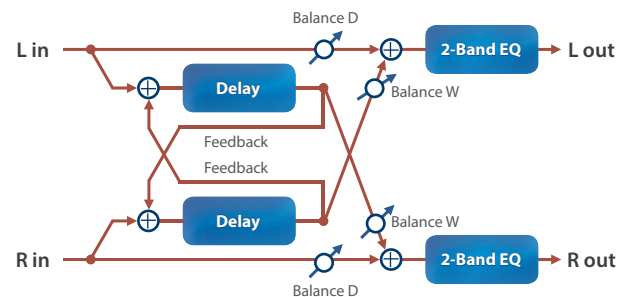 Balance D
L in
2-Band EQ
L out
Delay
Balance W
Feedback
Feedback
Delay
Balance W
R in
2-Band EQ
R out
Balance D